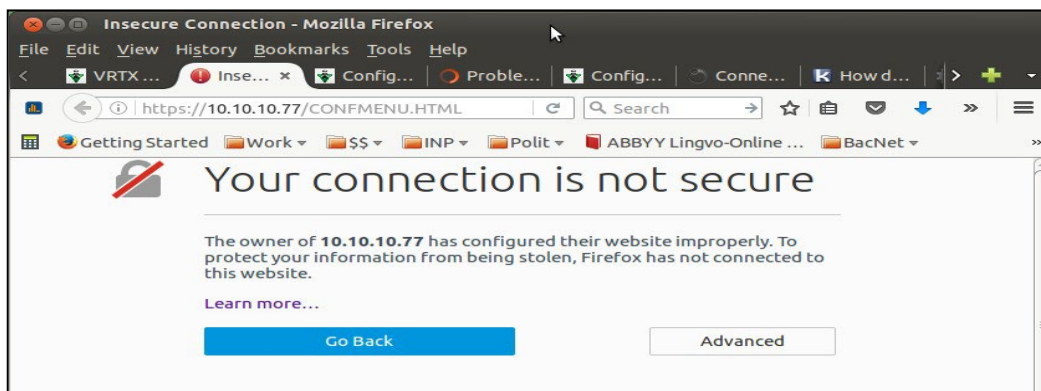 Insecure Connection - Mozilla Firefox
File Edit View History Bookmarks Tools Help
VRTX ... Inse... × Config... Proble... Config... Conne... How d...
https://10.10.10.77/CONFMENU.HTML Search
Getting Started Work $$ INP Polit ABBYY Lingvo-Online ... BacNet
Your connection is not secure
The owner of 10.10.10.77 has configured their website improperly. To
protect your information from being stolen, Firefox has not connected to
this website.
Learn more...
Go Back Advanced